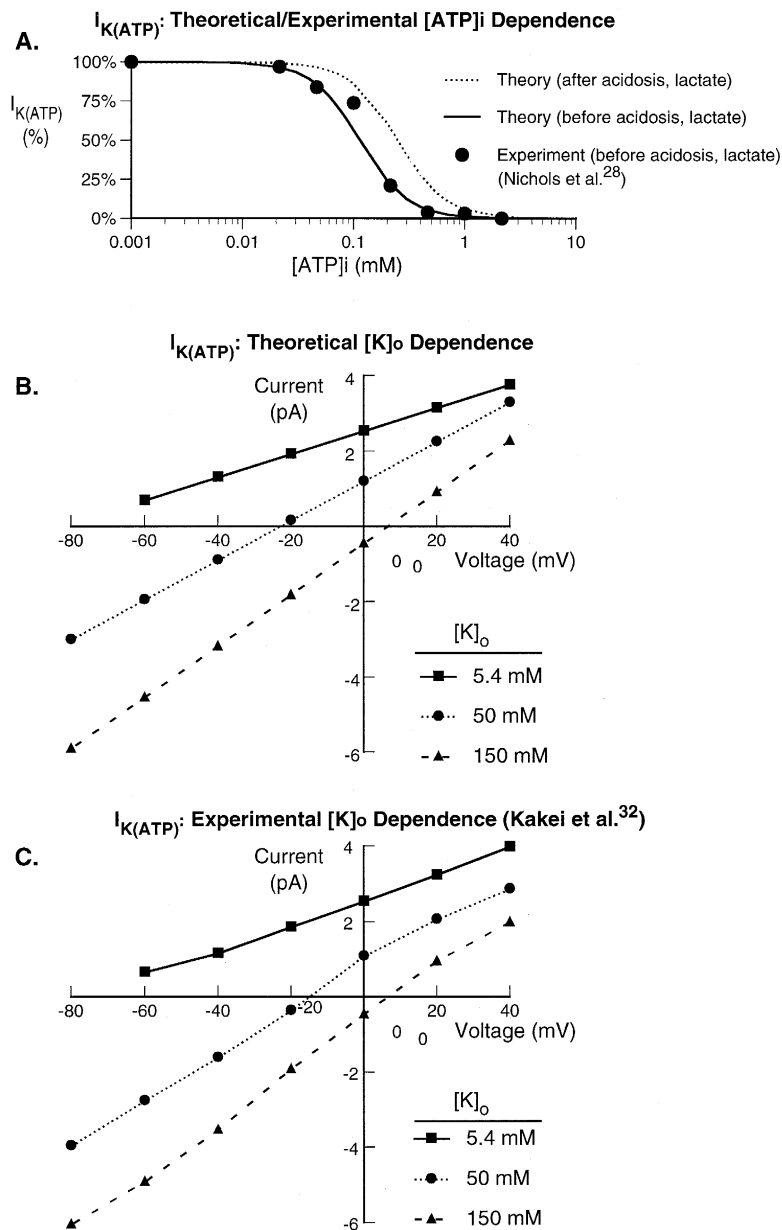 I K(ATP): Theoretical/Experimental [ATP]i Dependence
A.
100%
75%
50%
25%
0%
I K(ATP)
(%)
Theory (after acidosis, lactate)
Theory (before acidosis, lactate)
Experiment (before acidosis, lactate)
(Nichols et al.28)
0.001 0.01 0.1 1 10
[ATP]i (mM)
I K(ATP): Theoretical [K]o Dependence
B.
Current
(pA)
4
2
-80 -60 -40 -20 0 0 20 40
Voltage (mV)
-2
-4
-6
[K]o
5.4 mM
50 mM
150 mM
I K(ATP): Experimental [K]o Dependence (Kakei et al.32)
C.
Current
(pA)
4
2
-80 -60 -40 -20 0 0 20 40
Voltage (mV)
-2
-4
-6
[K]o
5.4 mM
50 mM
150 mM